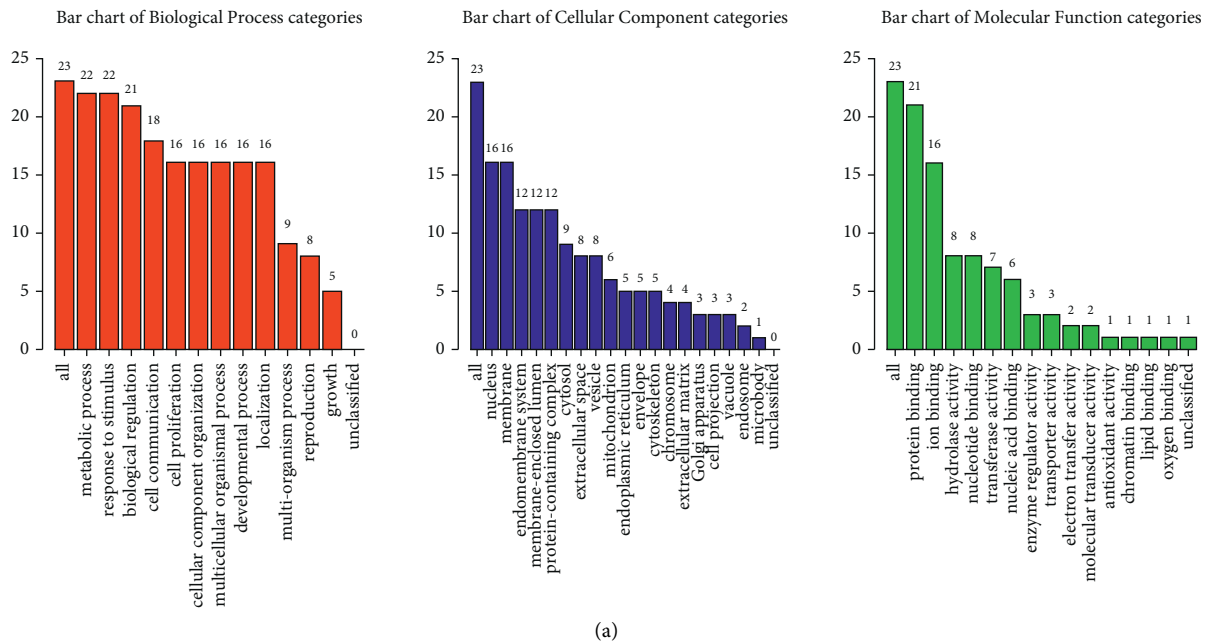 Bar chart of Biological Process categories
25
20
15
10
5
0
23
22
22
21
18
16
16
16
16
16
9
8
5
0
all
metabolic process
response to stimulus
biological regulation
cell communication
cell proliferation
cellular component organization
multicellular organismal process
developmental process
localization
multi-organism process
reproduction
growth
unclassified
Bar chart of Cellular Component categories
25
20
15
10
5
0
23
16
16
12
12
12
9
8
8
6
5
5
5
4
4
3
3
3
2
1
0
all
nucleus
membrane
endomembrane system
membrane-enclosed lumen
protein-containing complex
cytosol
extracellular space
vesicle
mitochondrion
endoplasmic reticulum
envelope
cytoskeleton
chromosome
extracellular matrix
Golgi apparatus
cell projection
vacuole
endosome
microbody
unclassified
Bar chart of Molecular Function categories
25
20
15
10
5
0
23
21
16
8
8
7
6
3
3
2
2
1
1
1
1
1
all
protein binding
ion binding
hydrolase activity
nucleotide binding
transferase activity
nucleic acid binding
enzyme regulator activity
transporter activity
electron transfer activity
molecular transducer activity
antioxidant activity
chromatin binding
lipid binding
oxygen binding
unclassified
(a)